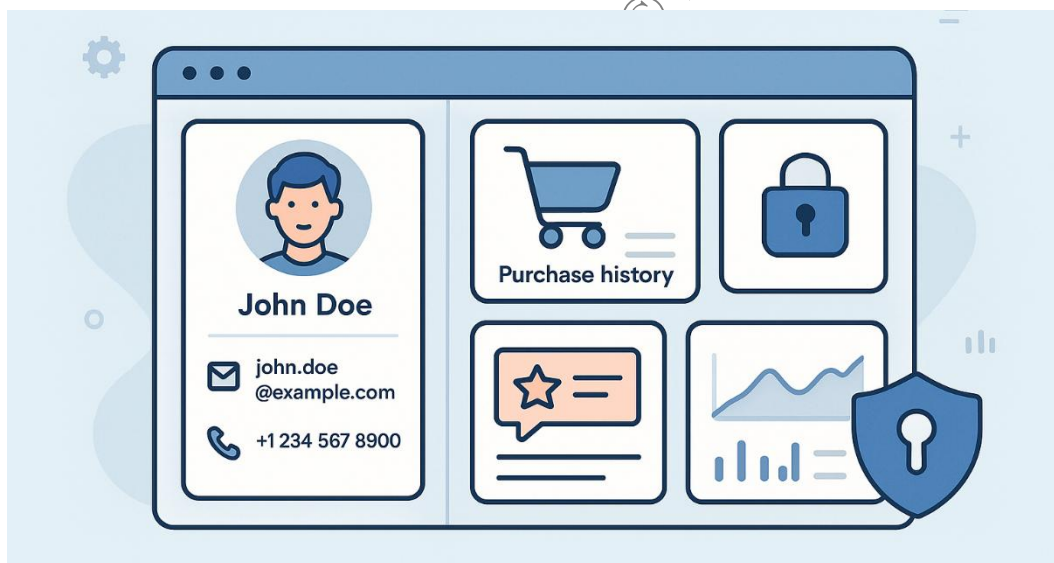 John Doe
john.doe
@example.com
+1 234 567 8900
Purchase history